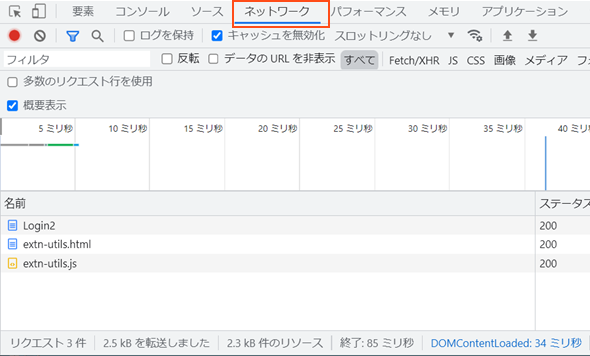 要素 コンソール ソース ネットワーク パフォーマンス メモリ アプリケーション
ログを保持 キャッシュを無効化 スロットリングなし
フィルタ 反転 データの URL を非表示 すべて Fetch/XHR JS CSS 画像 メディア フォ
多数のリクエスト行を使用
概要表示
5 ミリ秒 10 ミリ秒 15 ミリ秒 20 ミリ秒 25 ミリ秒 30 ミリ秒 35 ミリ秒 40 ミリ秒
名前 ステータス
Login2 200
extn-utils.html 200
extn-utils.js 200
リクエスト 3 件 2.5 kB を転送しました 2.3 kB 件のリソース 終了: 85 ミリ秒 DOMContentLoaded: 34 ミリ秒